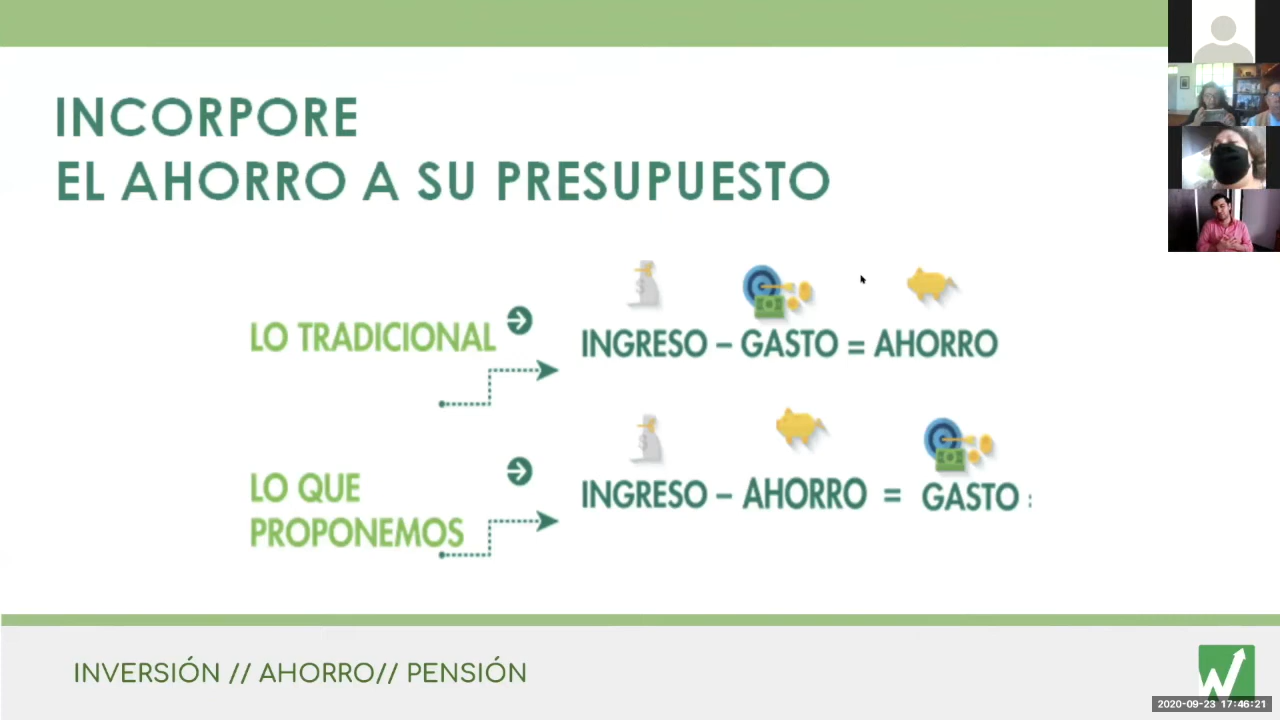 INCORPORE
EL AHORRO A SU PRESUPUESTO
LO TRADICIONAL
INGRESO – GASTO = AHORRO
LO QUE
PROPONEMOS
INGRESO – AHORRO = GASTO :
INVERSIÓN // AHORRO// PENSIÓN
2020-09-23 17:46:21